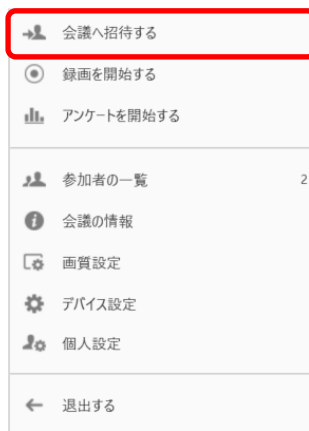 会議へ招待する
録画を開始する
アンケートを開始する
参加者の一覧 2
会議の情報
画質設定
デバイス設定
個人設定
退出する